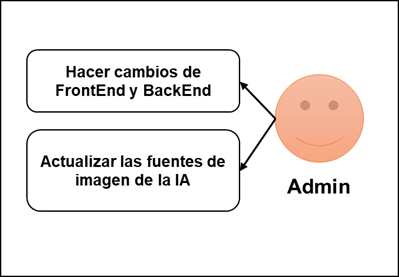 Hacer cambios de
FrontEnd y BackEnd
Actualizar las fuentes de
imagen de la IA
Admin